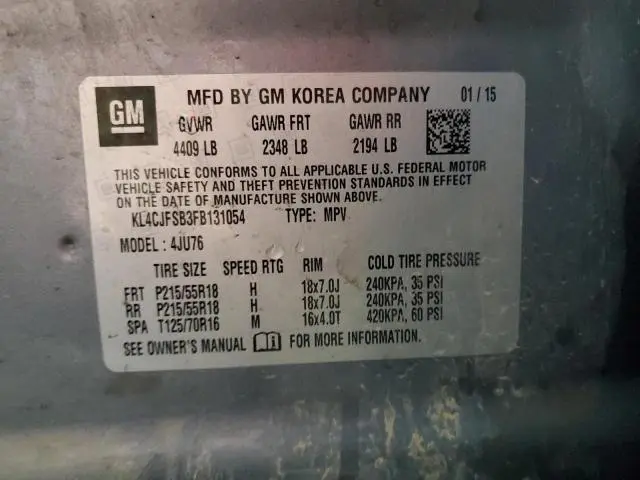 GM MFD BY GM KOREA COMPANY 01/15
GVWR GAWR FRT GAWR RR
4409 LB 2348 LB 2194 LB
THIS VEHICLE CONFORMS TO ALL APPLICABLE U.S. FEDERAL MOTOR
VEHICLE SAFETY AND THEFT PREVENTION STANDARDS IN EFFECT
ON THE DATE OF MANUFACTURE SHOWN ABOVE.
KL4CJFSB3FB131054 TYPE: MPV
MODEL: 4JU76
TIRE SIZE SPEED RTG RIM COLD TIRE PRESSURE
FRT P215/55R18 H 18x7.0J 240KPA, 35 PSI
RR P215/55R18 H 18x7.0J 240KPA, 35 PSI
SPA T125/70R16 M 16x4.0T 420KPA, 60 PSI
SEE OWNER'S MANUAL FOR MORE INFORMATION.